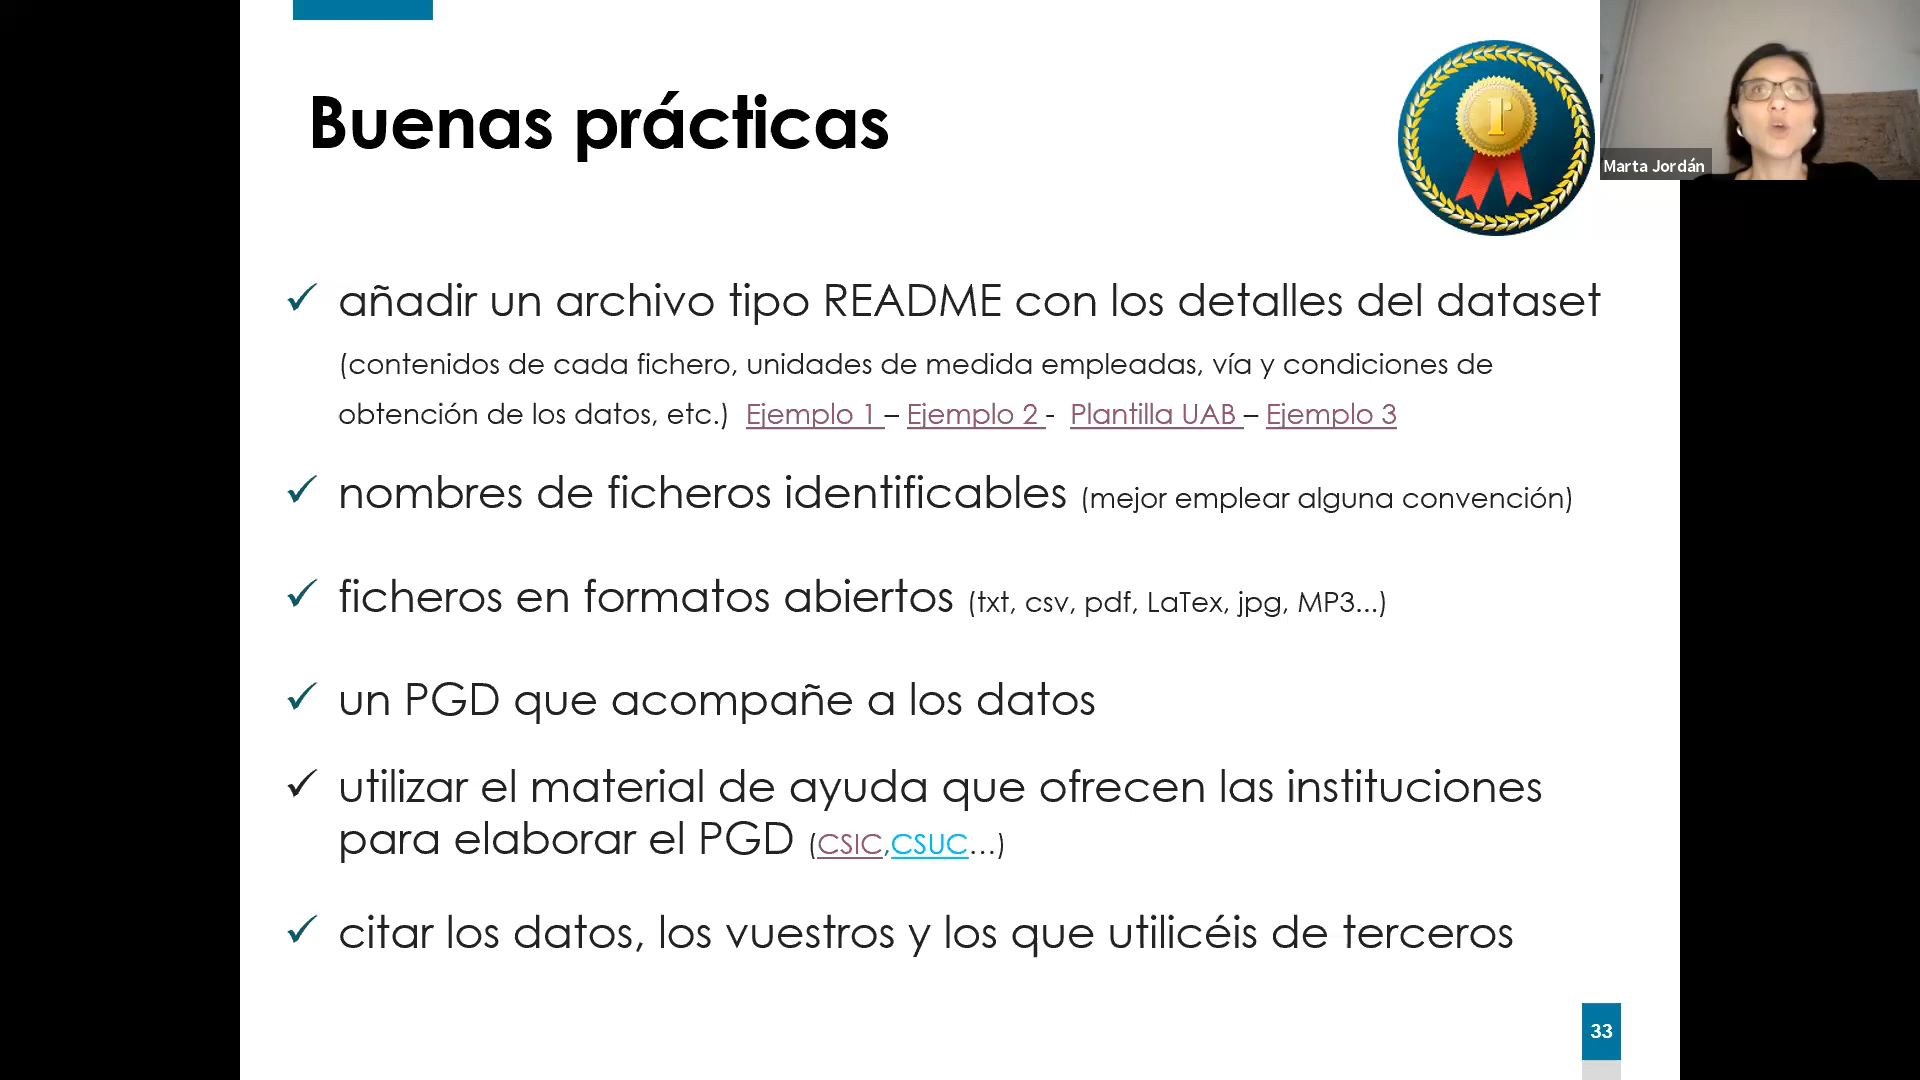 Buenas prácticas
r
Marta Jordán
✓ añadir un archivo tipo README con los detalles del dataset
(contenidos de cada fichero, unidades de medida empleadas, vía y condiciones de
obtención de los datos, etc.) Ejemplo 1 – Ejemplo 2 - Plantilla UAB – Ejemplo 3
✓ nombres de ficheros identificables (mejor emplear alguna convención)
✓ ficheros en formatos abiertos (txt, csv, pdf, LaTex, jpg, MP3...)
✓ un PGD que acompañe a los datos
✓ utilizar el material de ayuda que ofrecen las instituciones
para elaborar el PGD (CSIC,CSUC…)
✓ citar los datos, los vuestros y los que utilicéis de terceros
33